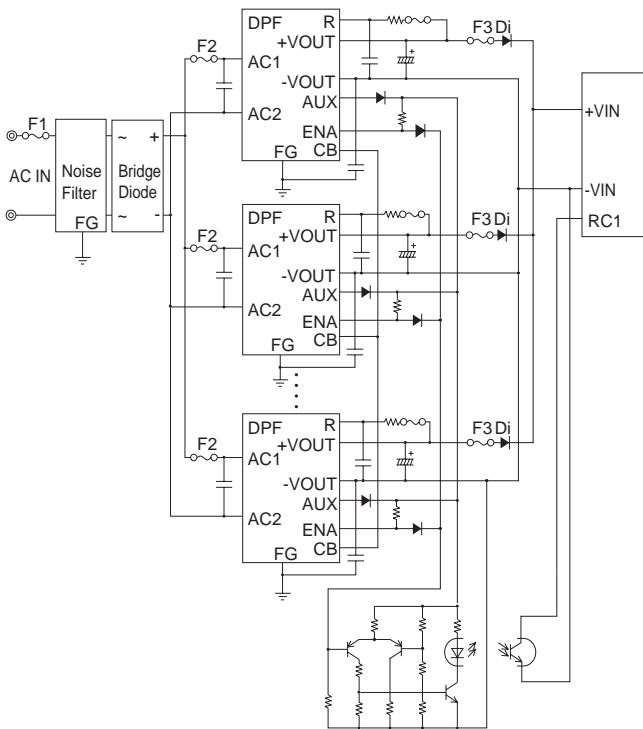 DPF
R
F3 Di
+VOUT
F2
AC1
-VOUT
AUX
+VIN
F1
AC2
ENA
~
+
AC IN
Noise
Filter
Bridge
Diode
FG
CB
-VIN
~
-
FG
RC1
DPF
R
F3 Di
F2
+VOUT
AC1
-VOUT
AUX
AC2
ENA
FG
CB
DPF
R
F3 Di
F2
+VOUT
AC1
-VOUT
AUX
AC2
ENA
FG
CB